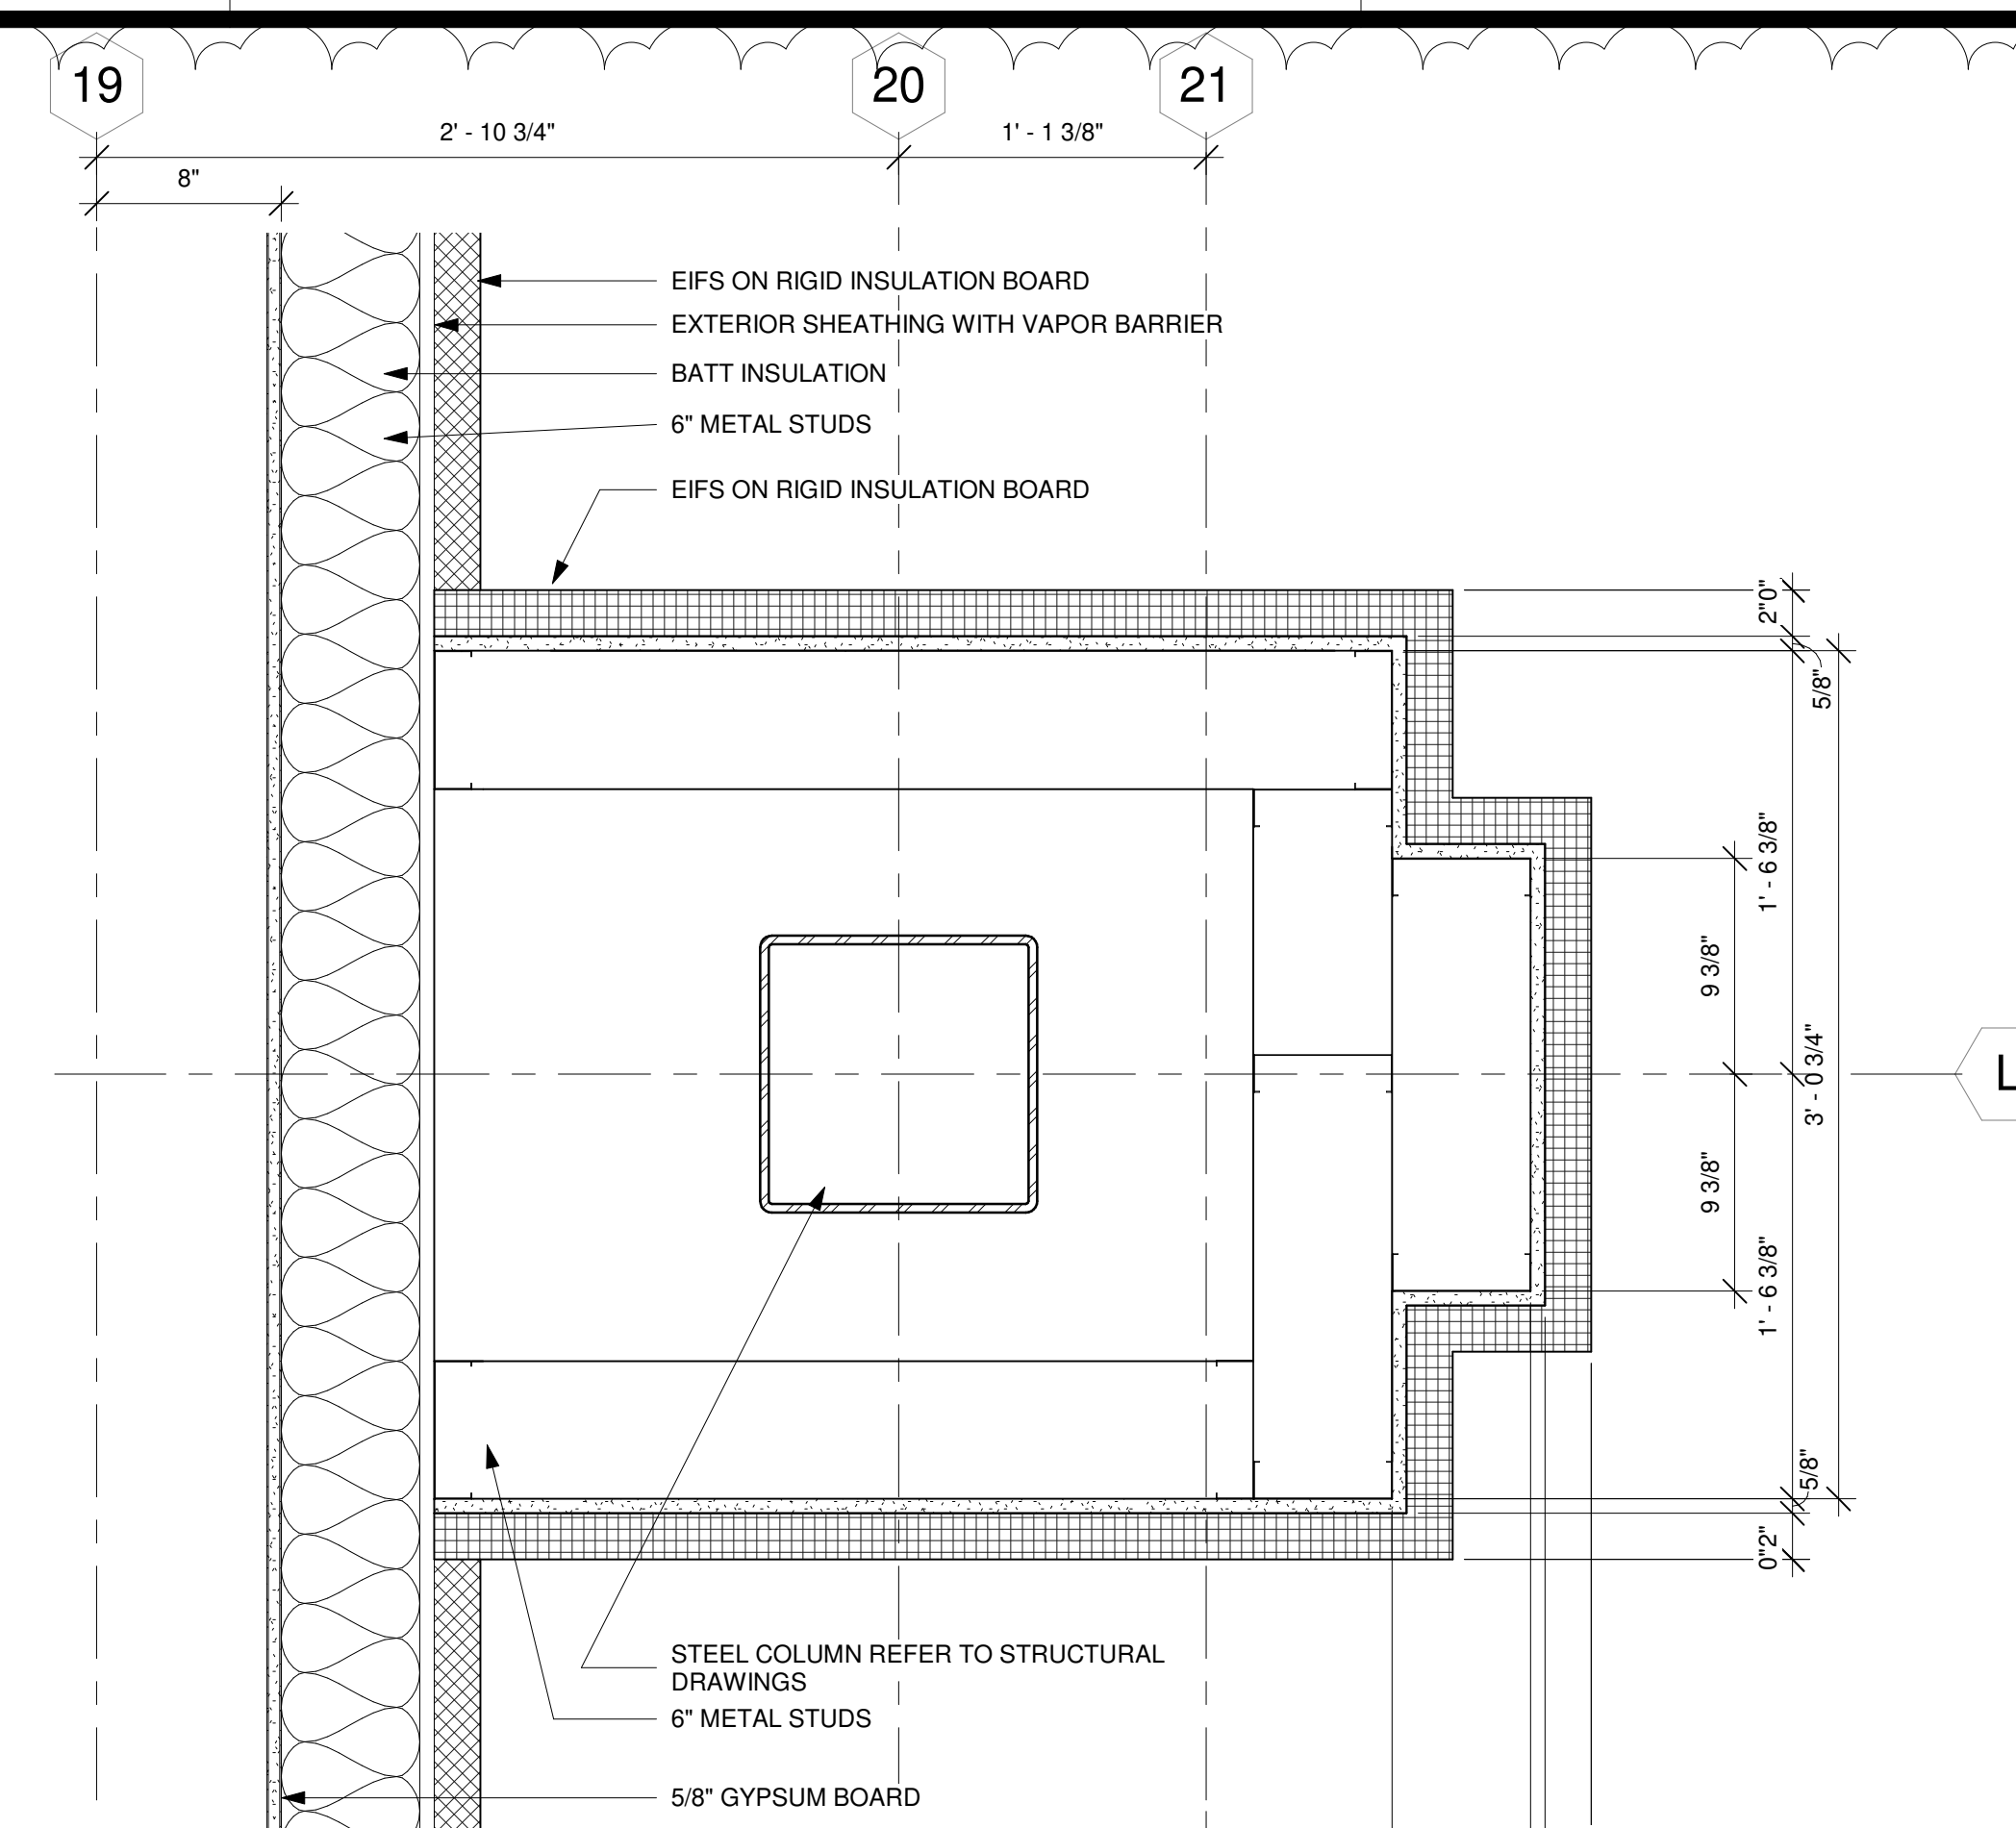 19
20
21
2' - 10 3/4"
1' - 1 3/8"
8"
EIFS ON RIGID INSULATION BOARD
EXTERIOR SHEATHING WITH VAPOR BARRIER
BATT INSULATION
6" METAL STUDS
EIFS ON RIGID INSULATION BOARD
2"0"
5/8"
1' - 6 3/8"
9 3/8"
3' - 0 3/4"
L
9 3/8"
1' - 6 3/8"
5/8"
0"2"
STEEL COLUMN REFER TO STRUCTURAL
DRAWINGS
6" METAL STUDS
5/8" GYPSUM BOARD